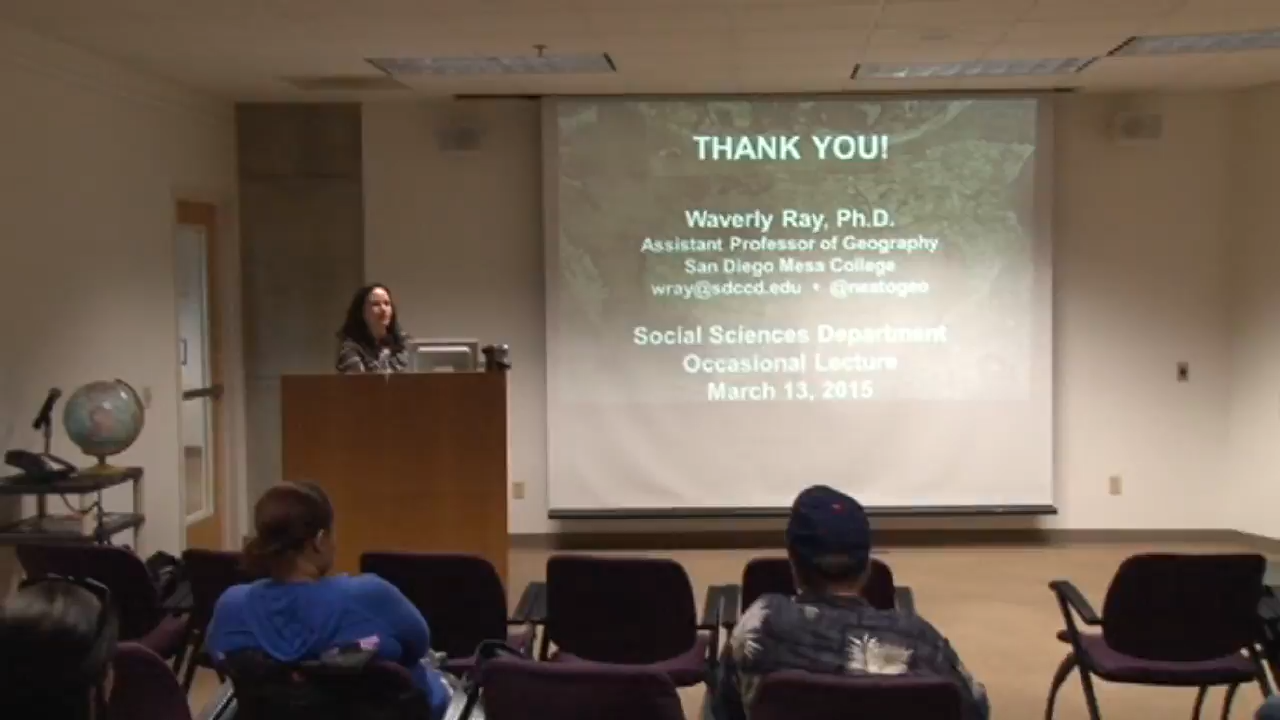 THANK YOU!
Waverly Ray, Ph.D.
Assistant Professor of Geography
San Diego Mesa College
wray@sdccd.edu • @neatogeo
Social Sciences Department
Occasional Lecture
March 13, 2015